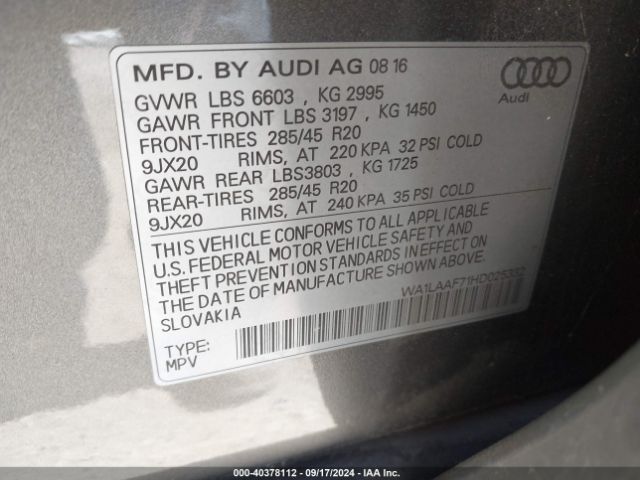 MFD. BY AUDI AG 08 16
GVWR LBS 6603 , KG 2995
GAWR FRONT LBS 3197 , KG 1450
FRONT-TIRES 285/45 R20
9JX20 RIMS, AT 220 KPA 32 PSI COLD
GAWR REAR LBS3803 , KG 1725
REAR-TIRES 285/45 R20
9JX20 RIMS, AT 240 KPA 35 PSI COLD
Audi
THIS VEHICLE CONFORMS TO ALL APPLICABLE
U.S. FEDERAL MOTOR VEHICLE SAFETY AND
THEFT PREVENTION STANDARDS IN EFFECT ON
THE DATE OF MANUFACTURE SHOWN ABOVE.
SLOVAKIA
WA1LAAF71HD025332
TYPE:
MPV
000-40378112 - 09/17/2024 - IAA Inc.